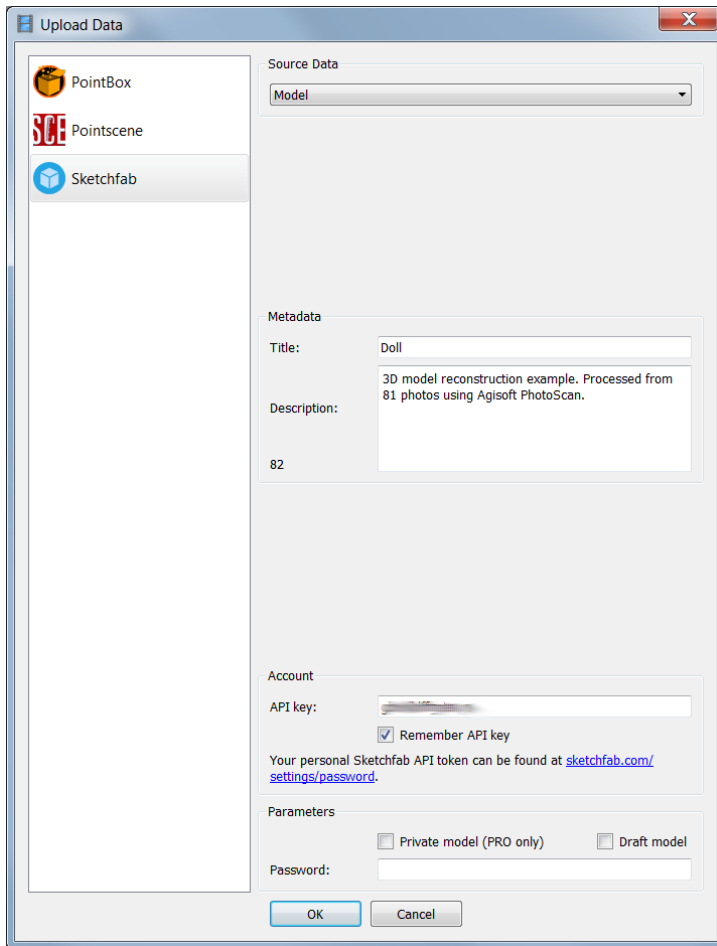 Upload Data
PointBox
SCE
Pointscene
Sketchfab
Source Data
Model
Metadata
Title:
Doll
Description:
3D model reconstruction example. Processed from
81 photos using Agisoft PhotoScan.
82
Account
API key:
Remember API key
Your personal Sketchfab API token can be found at sketchfab.com/
settings/password.
Parameters
Private model (PRO only)
Draft model
Password:
OK
Cancel